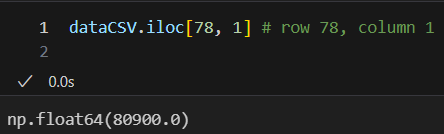 1 dataCSV.iloc[78, 1] # row 78, column 1
2
✓ 0.0s
np.float64(80900.0)